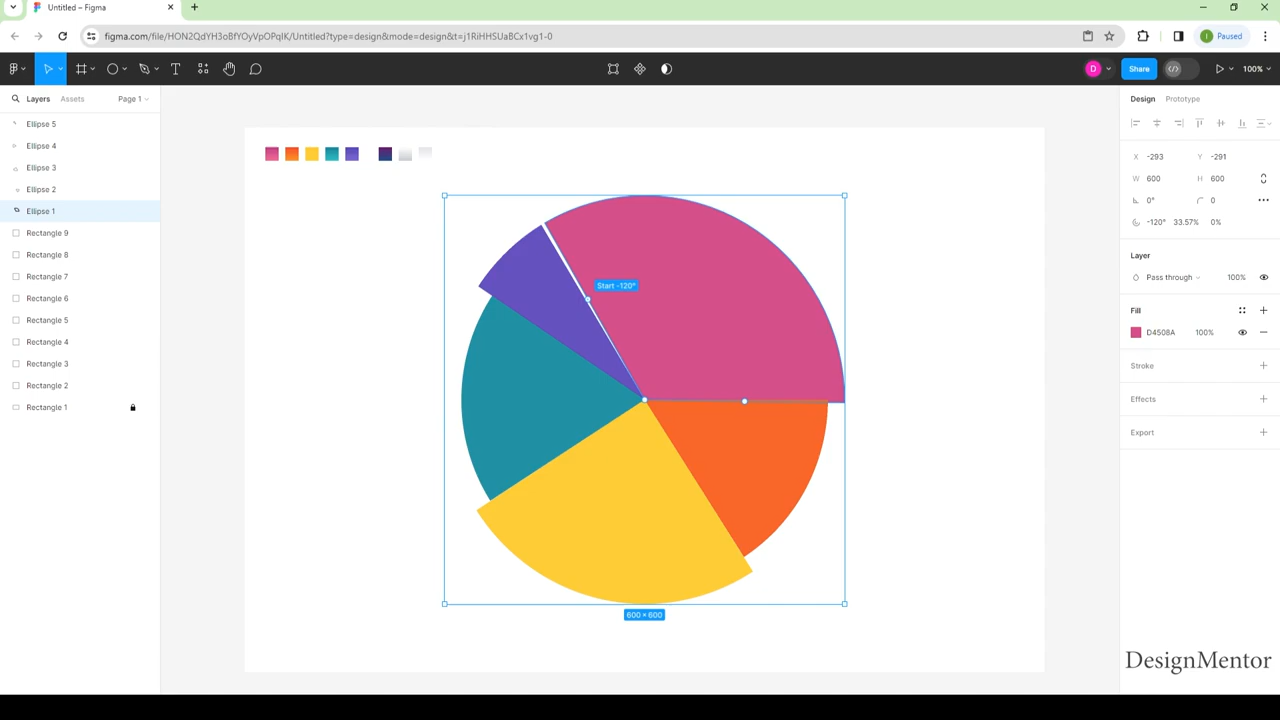 Untitled – Figma
figma.com/file/HON2QdYH3oBfYOyVpOPqlK/Untitled?type=design&mode=design&t=j1RiHHSUaBCx1vg1-0
I
Paused
D
Share
100%
Layers
Assets
Page 1
Design
Prototype
Ellipse 5
Ellipse 4
Ellipse 3
Ellipse 2
Ellipse 1
Rectangle 9
Rectangle 8
Rectangle 7
Rectangle 6
Rectangle 5
Rectangle 4
Rectangle 3
Rectangle 2
Rectangle 1
Start -120°
600 × 600
X -293 Y -291
W 600 H 600
0° 0
-120° 33.57% 0%
Layer
Pass through 100%
Fill
D4508A 100%
Stroke
Effects
Export
DesignMentor